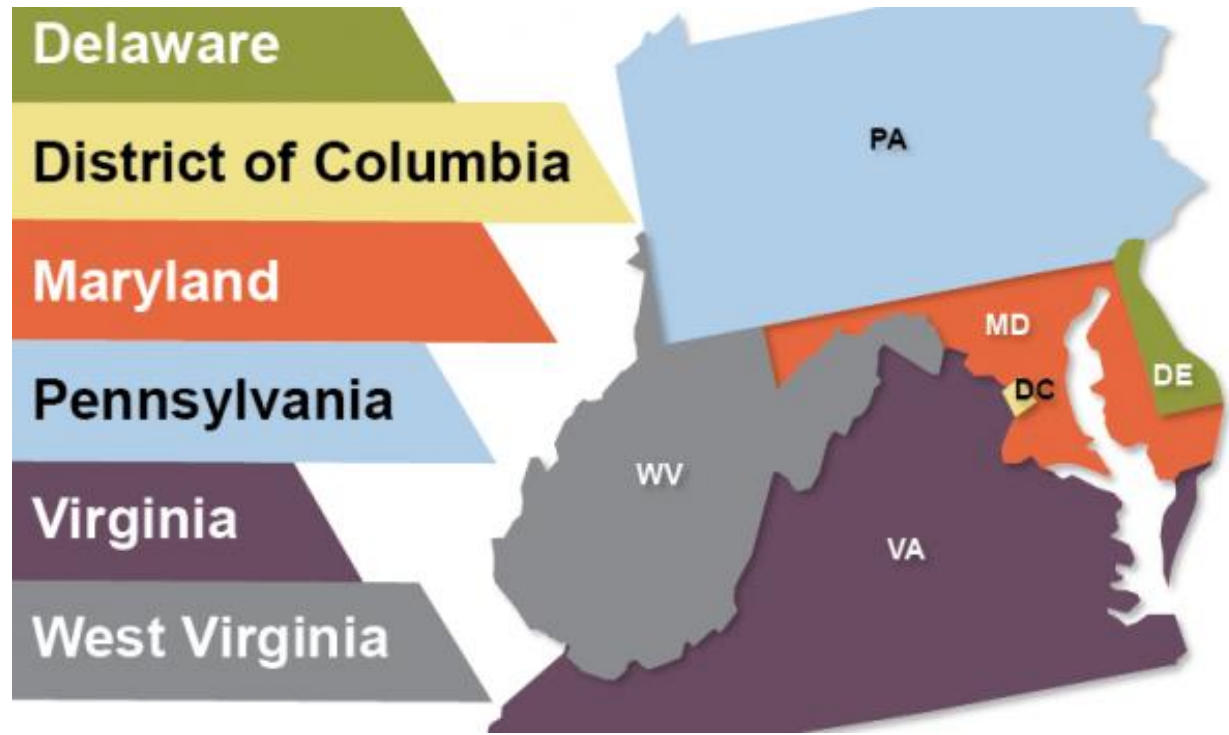 Delaware
District of Columbia
Maryland
Pennsylvania
Virginia
West Virginia
PA
MD
DE
DC
WV
VA